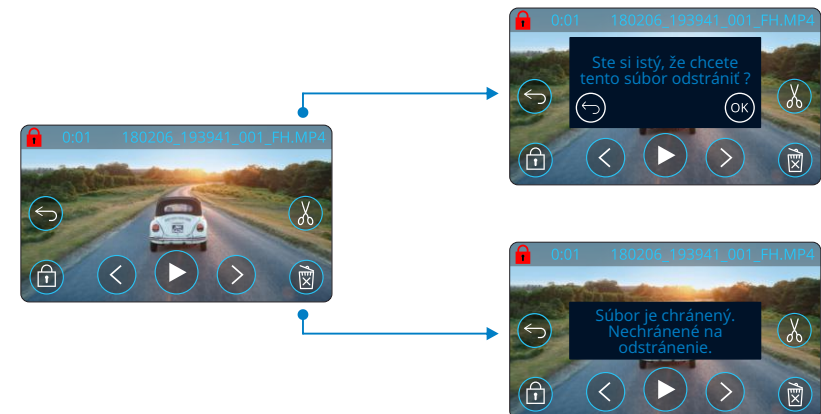 0:01 180206_193941_001_FH.MP4
0:01 180206_193941_001_FH.MP4
Ste si istý, že chcete
tento súbor odstrániť ?
OK
0:01 180206_193941_001_FH.MP4
Súbor je chránený.
Nechránené na
odstránenie.